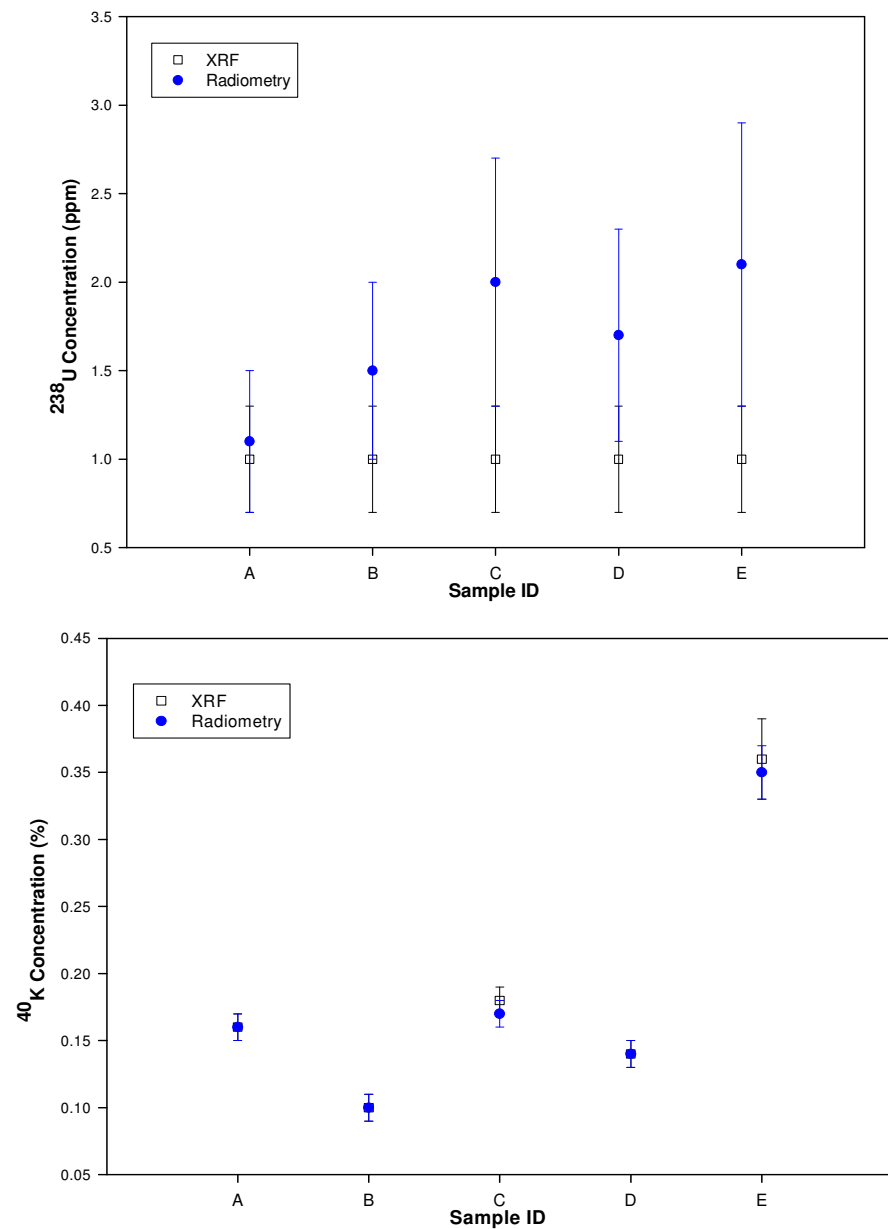 3.5
XRF
Radiometry
3.0
2.5
2.0
1.5
1.0
0.5
238U Concentration (ppm)
A B C D E
Sample ID
0.45
XRF
Radiometry
0.40
0.35
0.30
0.25
0.20
0.15
0.10
0.05
40K Concentration (%)
A B C D E
Sample ID